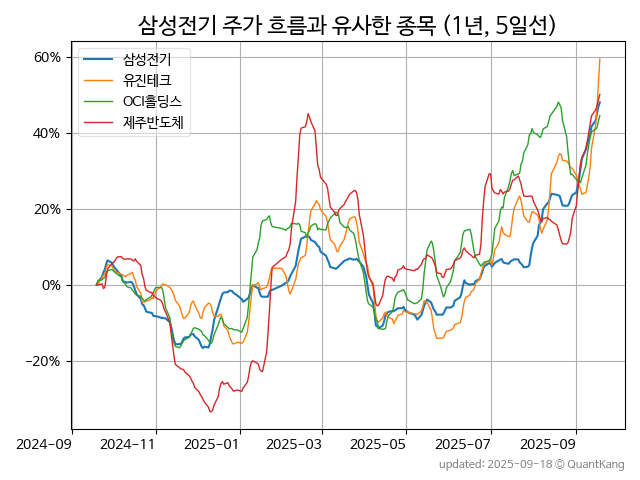 삼성전기 주가 흐름과 유사한 종목 (1년, 5일선)
삼성전기
유진테크
OCI홀딩스
제주반도체
60%
40%
20%
0%
−20%
2024-09 2024-11 2025-01 2025-03 2025-05 2025-07 2025-09
updated: 2025-09-18 © QuantKang